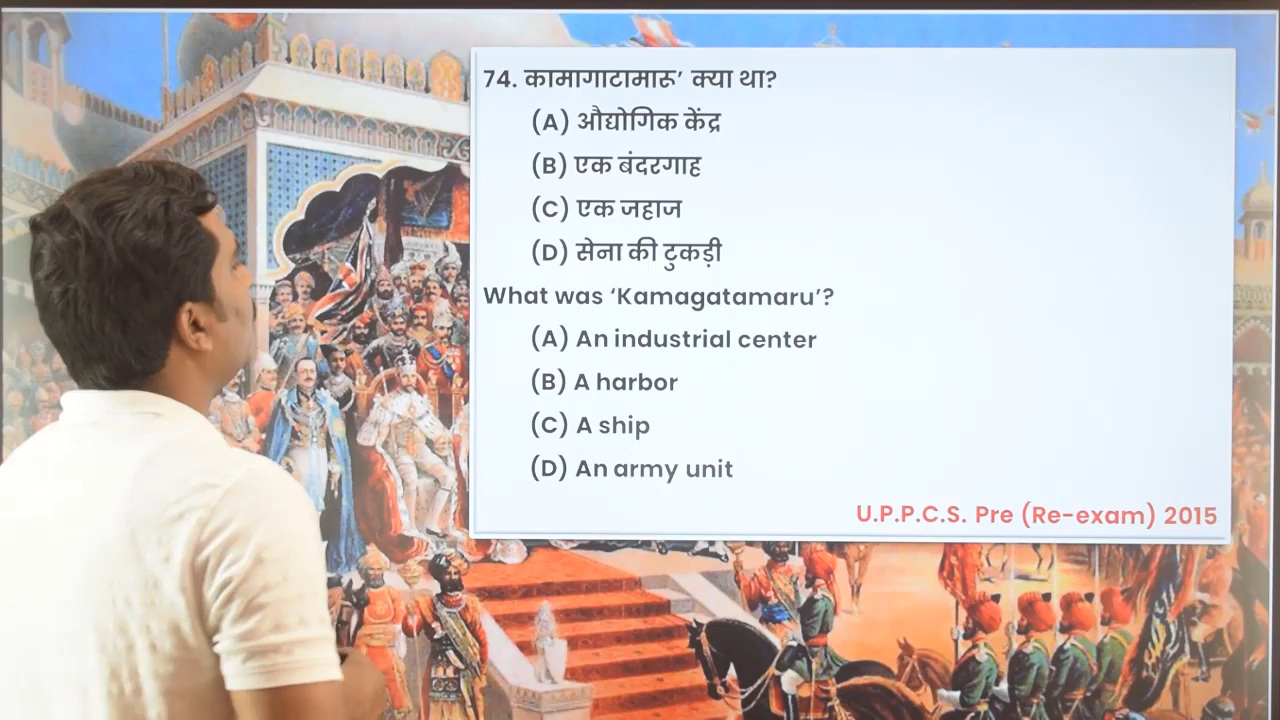 74. कामागाटामारू’ क्या था?
(A) औद्योगिक केंद्र
(B) एक बंदरगाह
(C) एक जहाज
(D) सेना की टुकड़ी
What was ‘Kamagatamaru’?
(A) An industrial center
(B) A harbor
(C) A ship
(D) An army unit
U.P.P.C.S. Pre (Re-exam) 2015